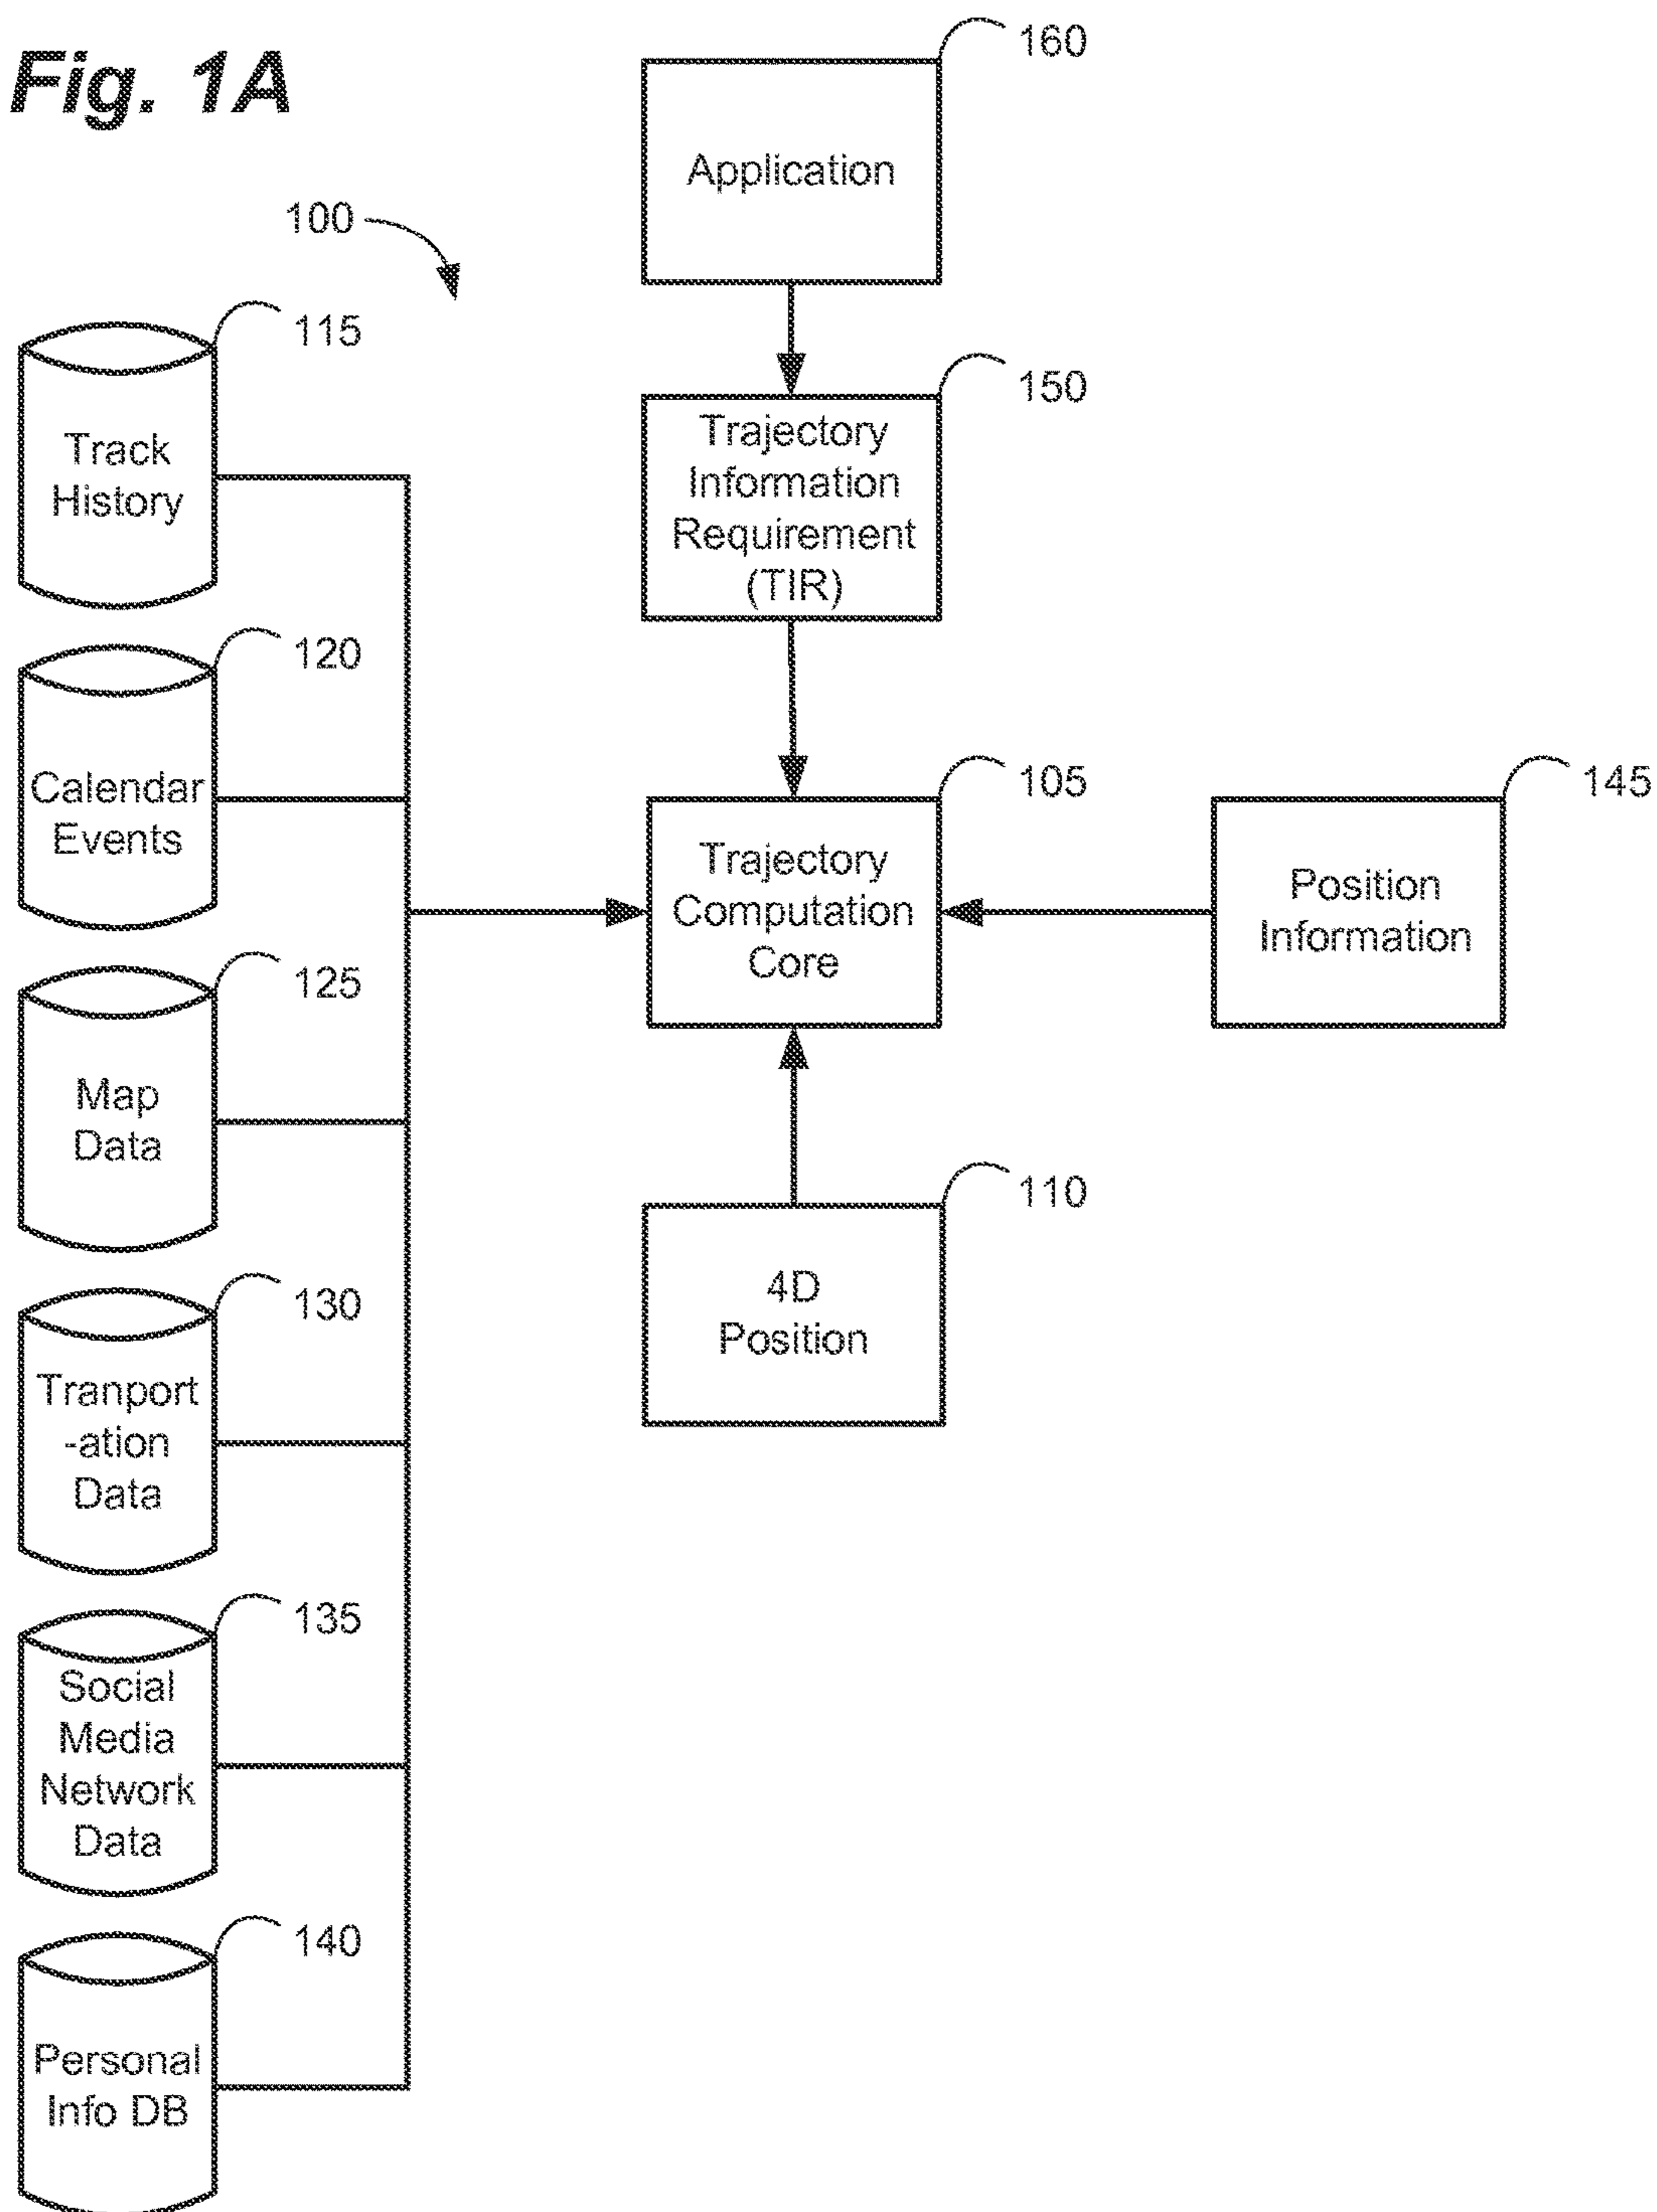 Fig. 1A
160
Application
100
115
Track
History
150
Trajectory
Information
Requirement
(TIR)
120
Calendar
Events
105
Trajectory
Computation
Core
145
Position
Information
125
Map
Data
110
4D
Position
130
Tranport
-ation
Data
135
Social
Media
Network
Data
140
Personal
Info DB